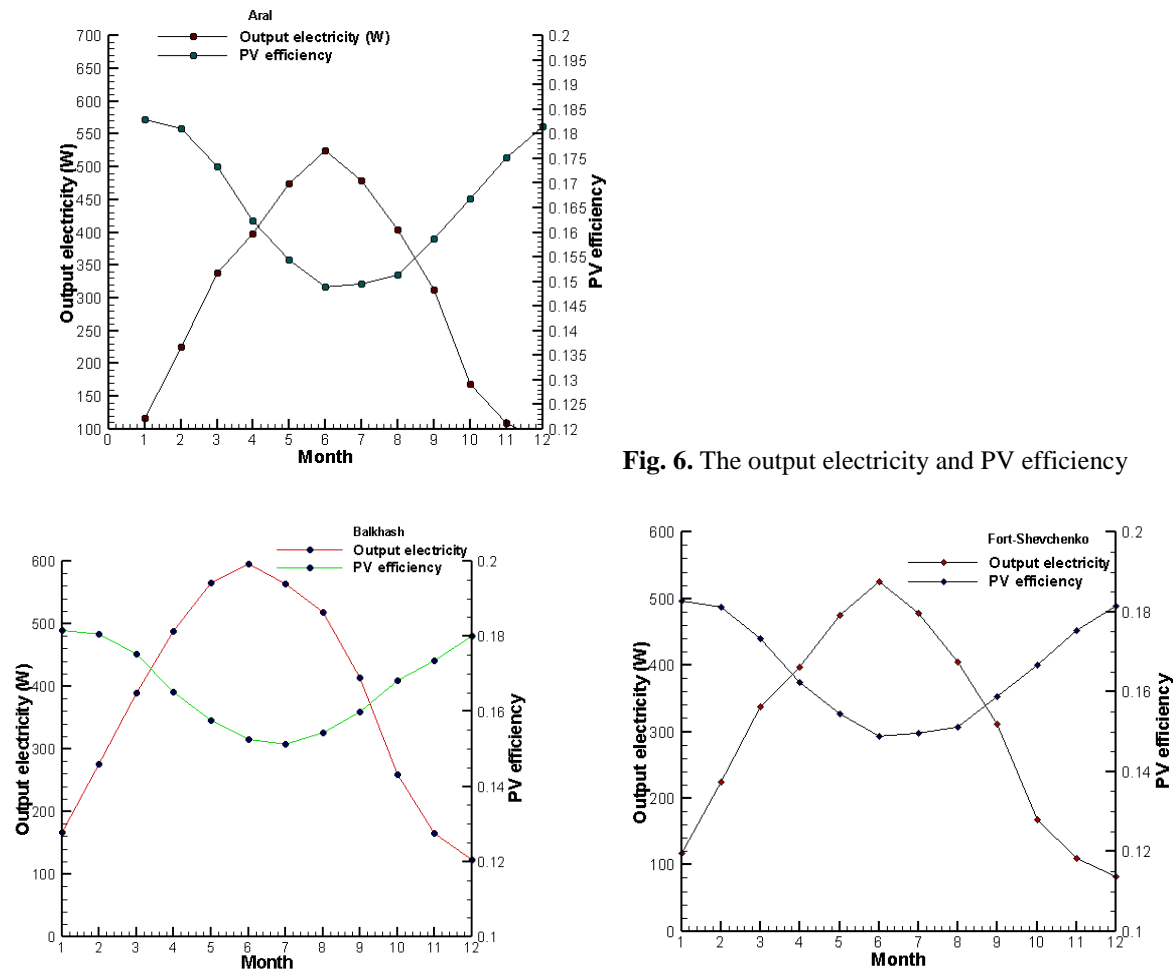 Aral
Output electricity (W)
PV efficiency
700
650
600
550
500
450
400
350
300
250
200
150
100
Output electricity (W)
0.2
0.195
0.19
0.185
0.18
0.175
0.17
0.165
0.16
0.155
0.15
0.145
0.14
0.135
0.13
0.125
0.12
PV efficiency
0 1 2 3 4 5 6 7 8 9 10 11 12
Month
Fig. 6. The output electricity and PV efficiency
Balkhash
Output electricity
PV efficiency
600
500
400
300
200
100
0
Output electricity (W)
0.2
0.18
0.16
0.14
0.12
0.1
PV efficiency
1 2 3 4 5 6 7 8 9 10 11 12
Month
Fort-Shevchenko
Output electricity
PV efficiency
600
500
400
300
200
100
0
Output electricity (W)
0.2
0.18
0.16
0.14
0.12
0.1
PV efficiency
1 2 3 4 5 6 7 8 9 10 11 12
Month